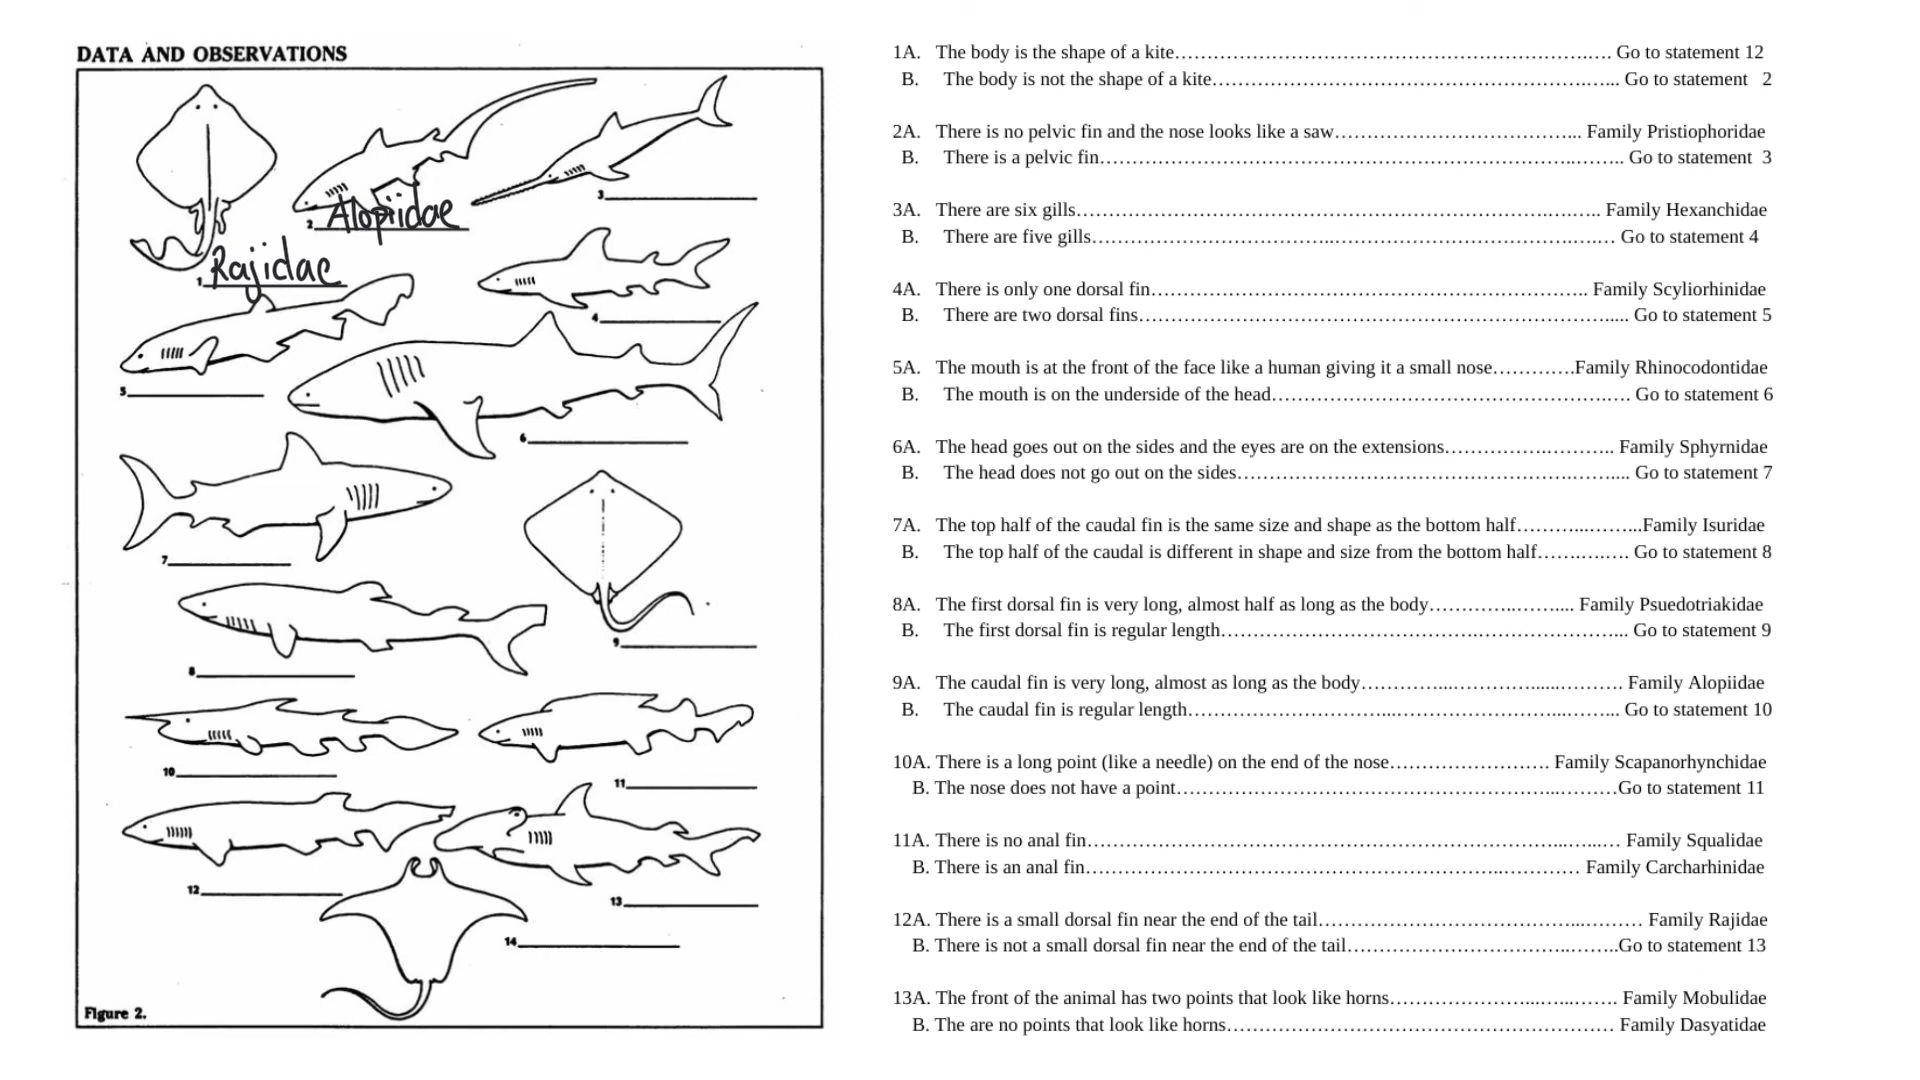 DATA AND OBSERVATIONS
1. Rajidae
2. Alopiidae
3.
4.
5.
6.
7.
8.
9.
10.
11.
12.
13.
14.
Figure 2.
1A. The body is the shape of a kite................ Go to statement 12
B. The body is not the shape of a kite................ Go to statement 2
2A. There is no pelvic fin and the nose looks like a saw................ Family Pristiophoridae
B. There is a pelvic fin................ Go to statement 3
3A. There are six gills................ Family Hexanchidae
B. There are five gills................ Go to statement 4
4A. There is only one dorsal fin................ Family Scyliorhinidae
B. There are two dorsal fins................ Go to statement 5
5A. The mouth is at the front of the face like a human giving it a small nose.............Family Rhinocodontidae
B. The mouth is on the underside of the head................ Go to statement 6
6A. The head goes out on the sides and the eyes are on the extensions................ Family Sphyrnidae
B. The head does not go out on the sides................ Go to statement 7
7A. The top half of the caudal fin is the same size and shape as the bottom half................Family Isuridae
B. The top half of the caudal is different in shape and size from the bottom half................ Go to statement 8
8A. The first dorsal fin is very long, almost half as long as the body................ Family Psuedotriakidae
B. The first dorsal fin is regular length................ Go to statement 9
9A. The caudal fin is very long, almost as long as the body................ Family Alopiidae
B. The caudal fin is regular length................ Go to statement 10
10A. There is a long point (like a needle) on the end of the nose................ Family Scapanorhynchidae
B. The nose does not have a point................Go to statement 11
11A. There is no anal fin................ Family Squalidae
B. There is an anal fin................ Family Carcharhinidae
12A. There is a small dorsal fin near the end of the tail................ Family Rajidae
B. There is not a small dorsal fin near the end of the tail................Go to statement 13
13A. The front of the animal has two points that look like horns................ Family Mobulidae
B. The are no points that look like horns................ Family Dasyatidae